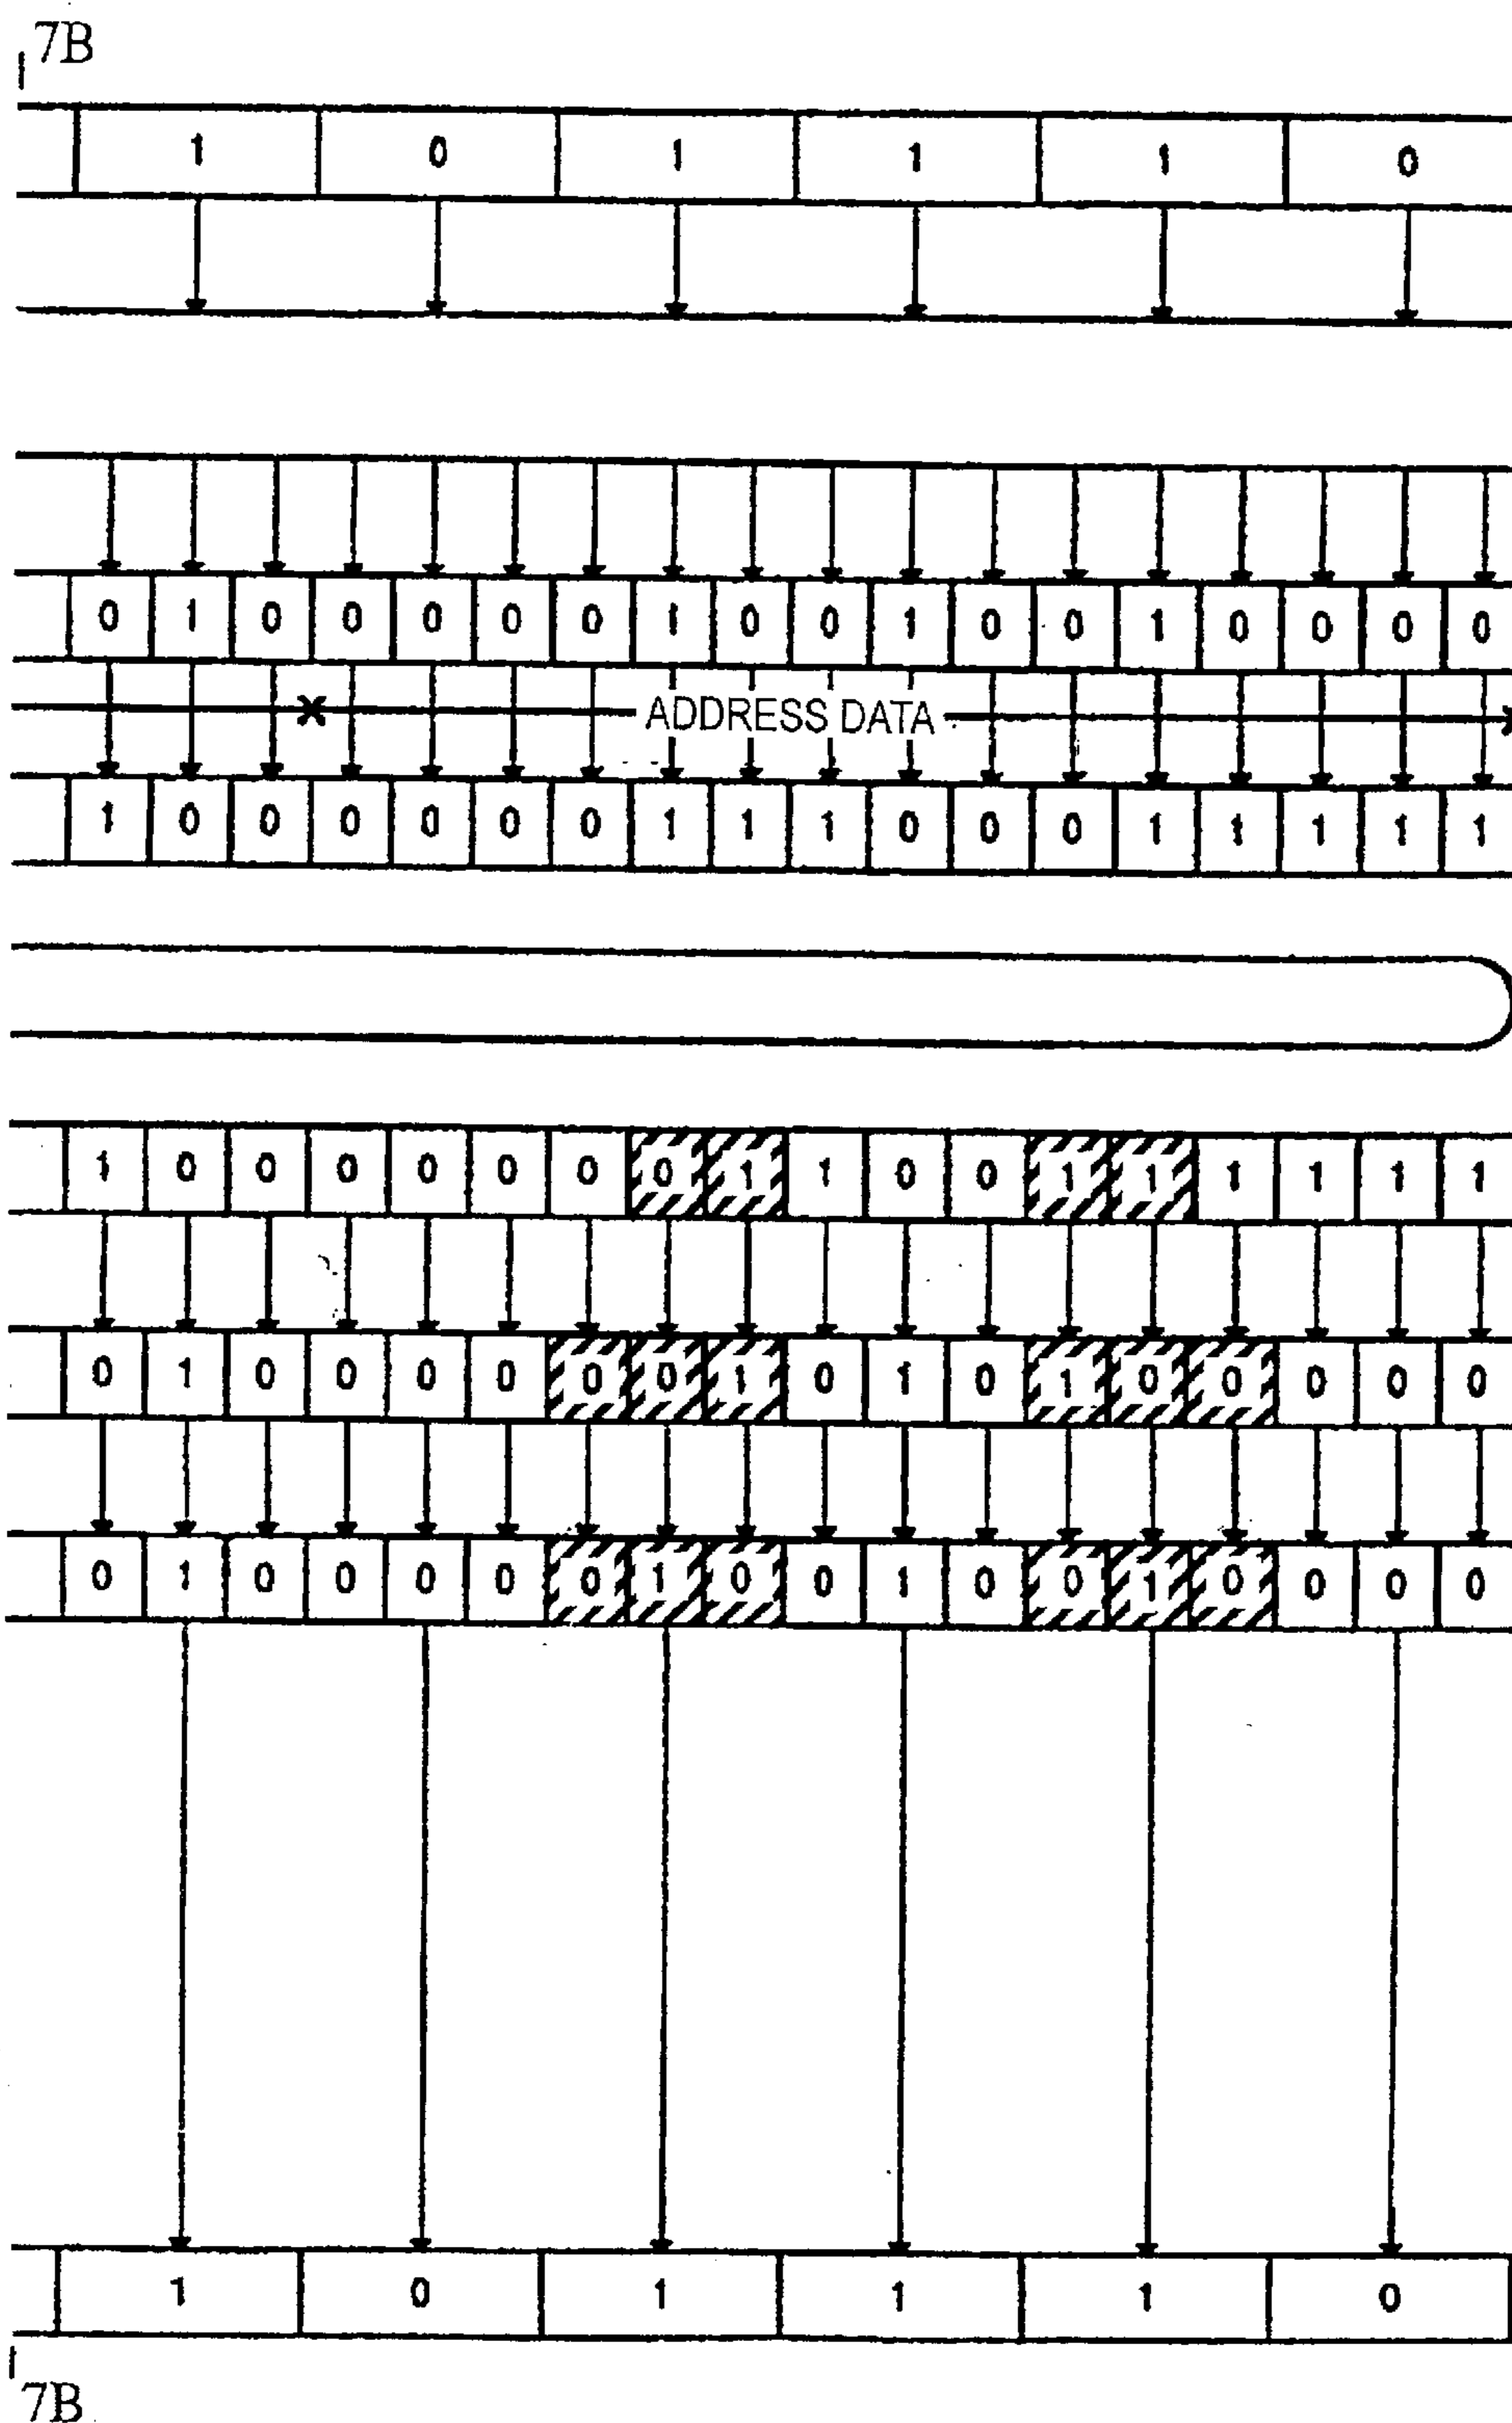 7B
1 0 1 1 1 0
0 1 0 0 0 0 0 1 0 0 1 0 0 1 0 0 0 0
ADDRESS DATA
1 0 0 0 0 0 0 1 1 1 0 0 0 1 1 1 1 1
1 0 0 0 0 0 0 0 1 1 0 0 1 1 1 1 1 1
0 1 0 0 0 0 0 0 1 0 1 0 1 0 0 0 0 0
0 1 0 0 0 0 0 1 0 0 1 0 0 1 0 0 0 0
1 0 1 1 1 0
7B